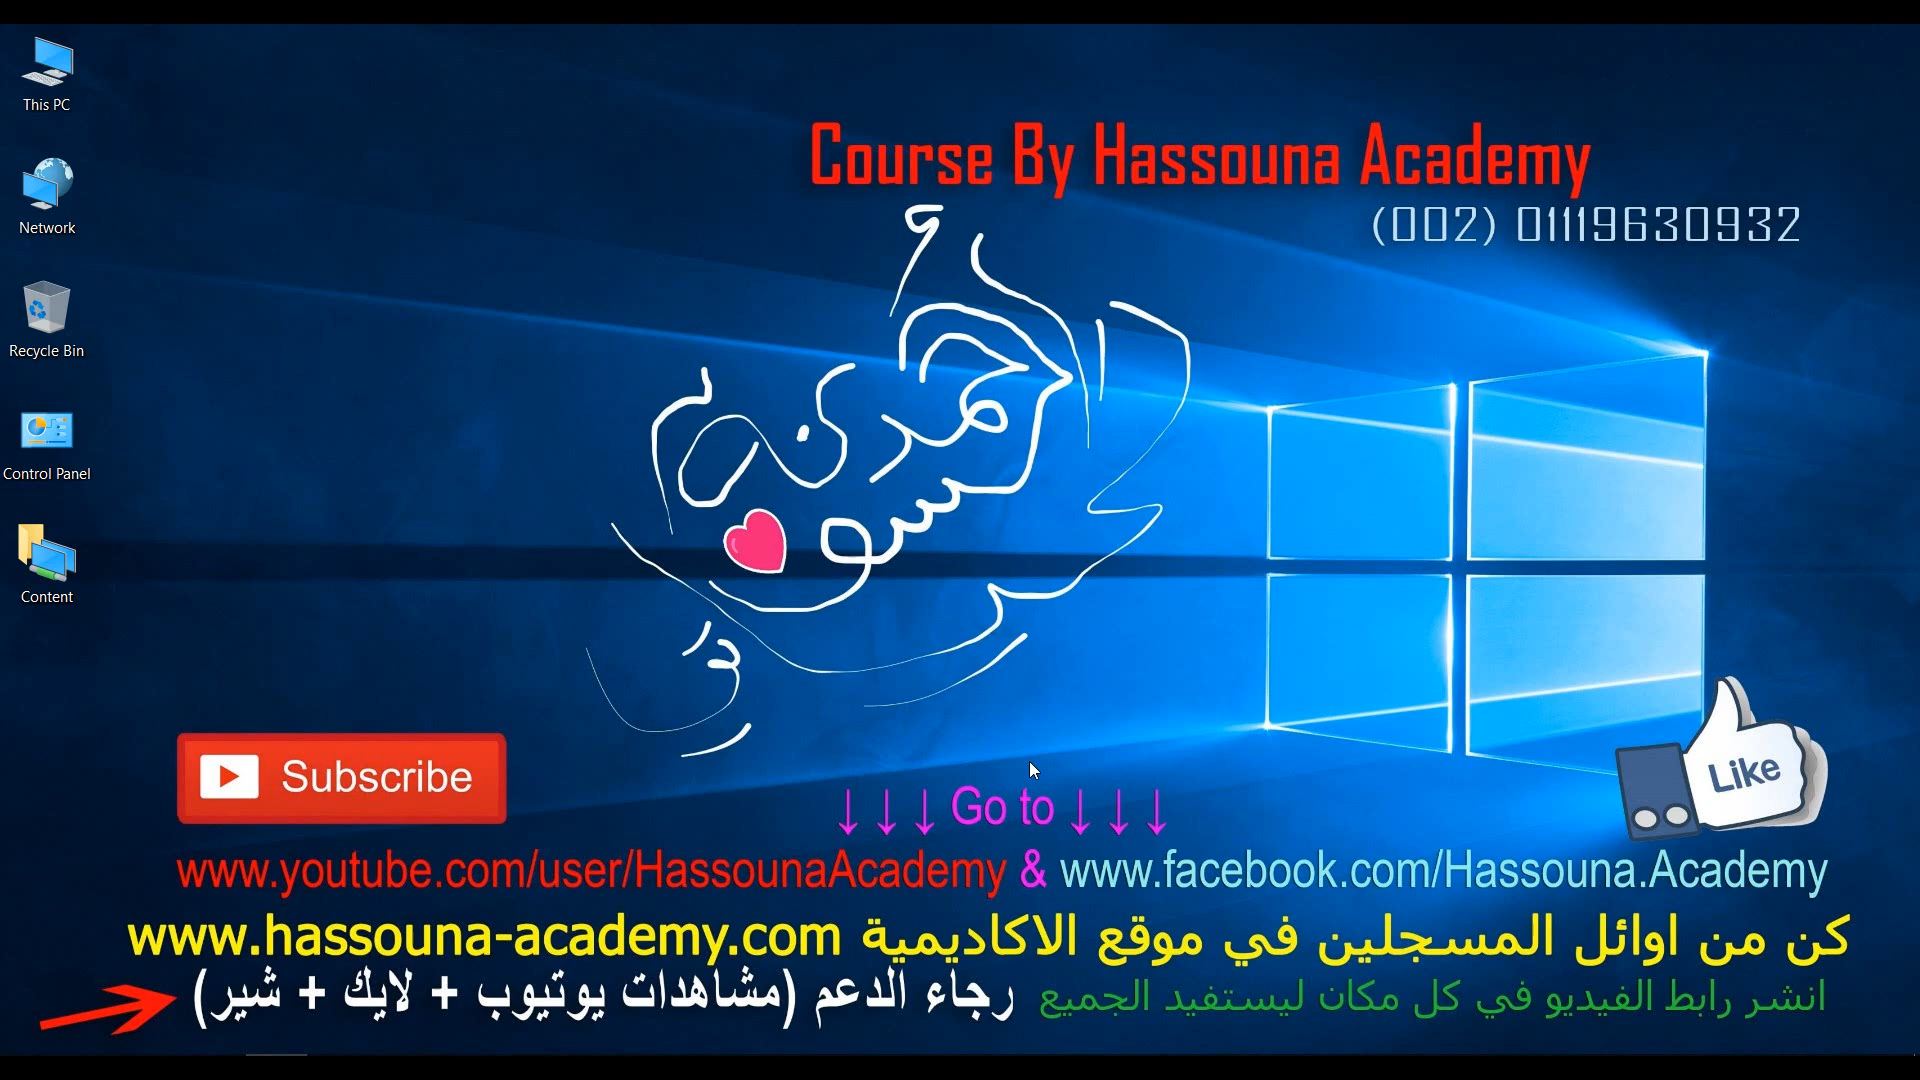 This PC
Network
Recycle Bin
Control Panel
Content
Course By Hassouna Academy
(002) 01119630932
Subscribe
Like
↓ ↓ ↓ Go to ↓ ↓ ↓
www.youtube.com/user/HassounaAcademy & www.facebook.com/Hassouna.Academy
كن من اوائل المسجلين في موقع الاكاديمية www.hassouna-academy.com
انشر رابط الفيديو في كل مكان ليستفيد الجميع رجاء الدعم (مشاهدات يوتيوب + لايك + شير)